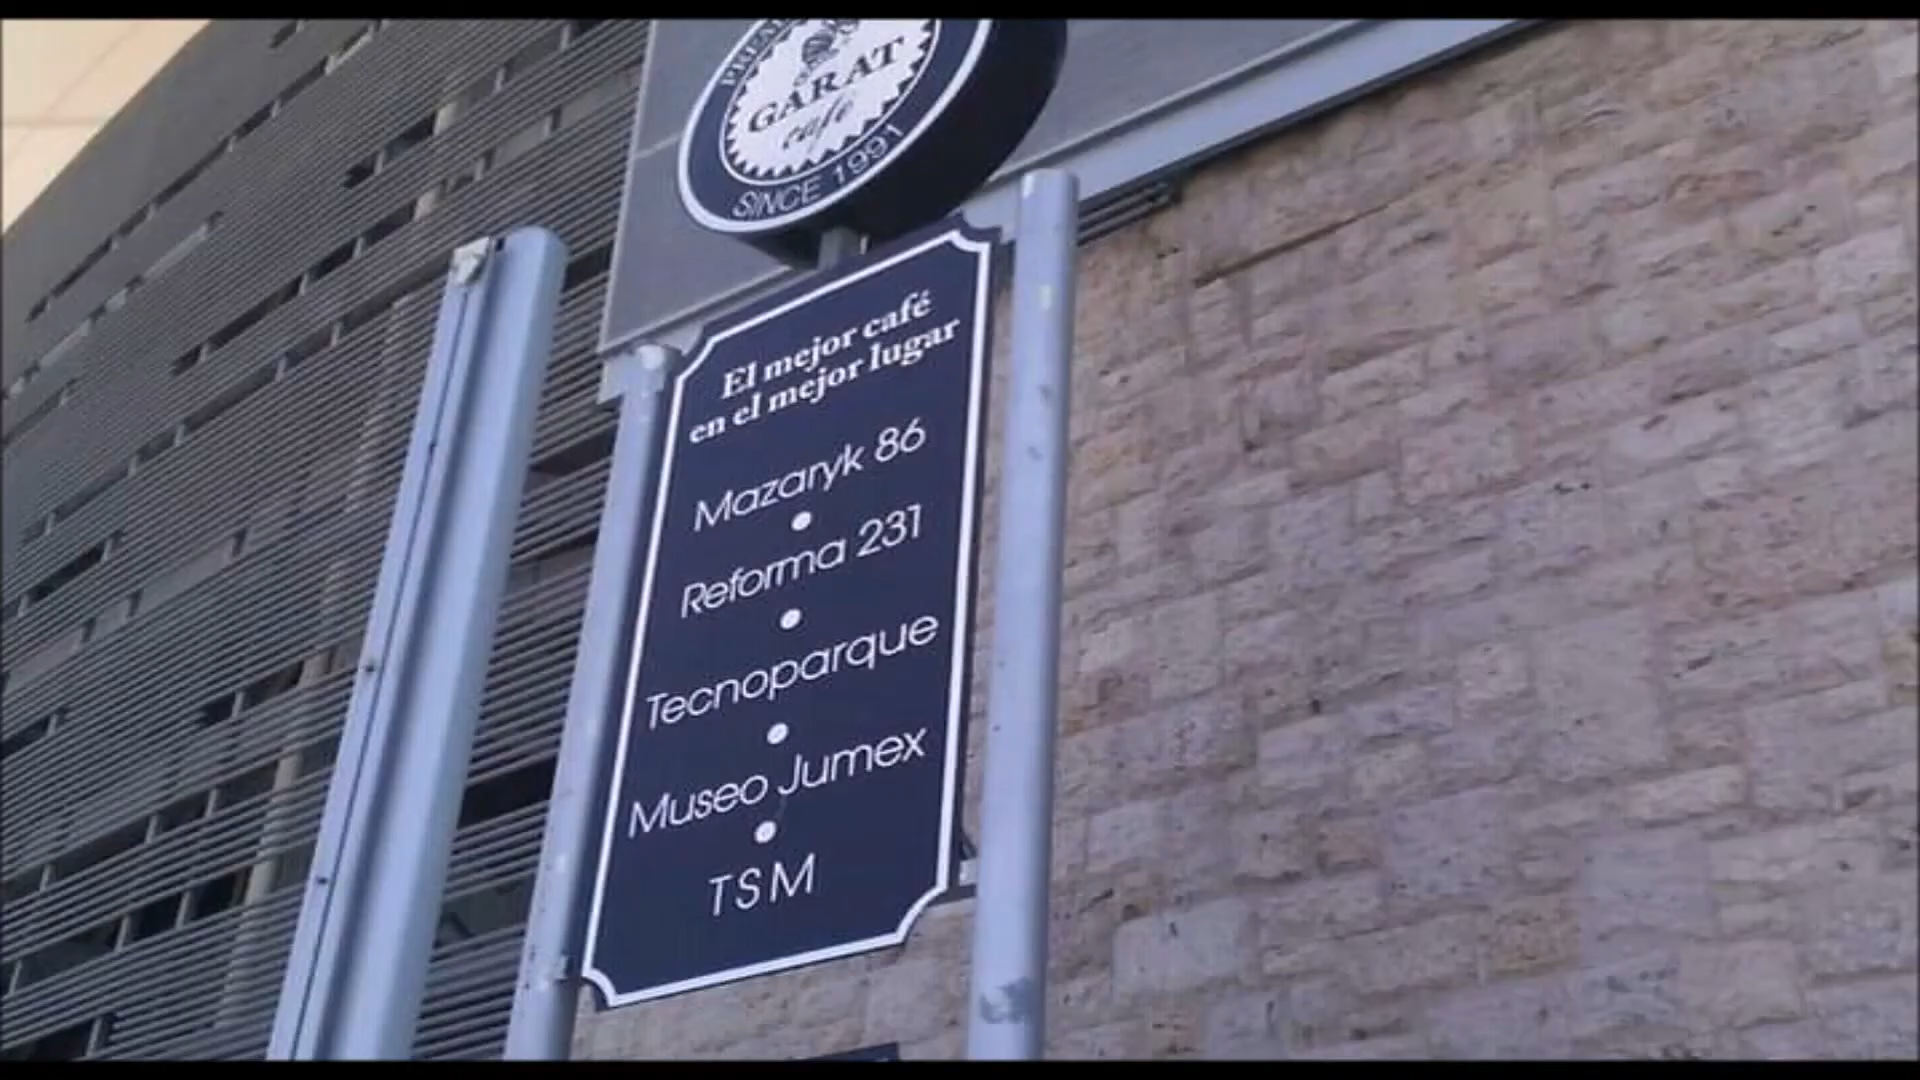 GARAT
café
SINCE 1991
El mejor café
en el mejor lugar
Mazaryk 86
Reforma 231
Tecnoparque
Museo Jumex
TSM